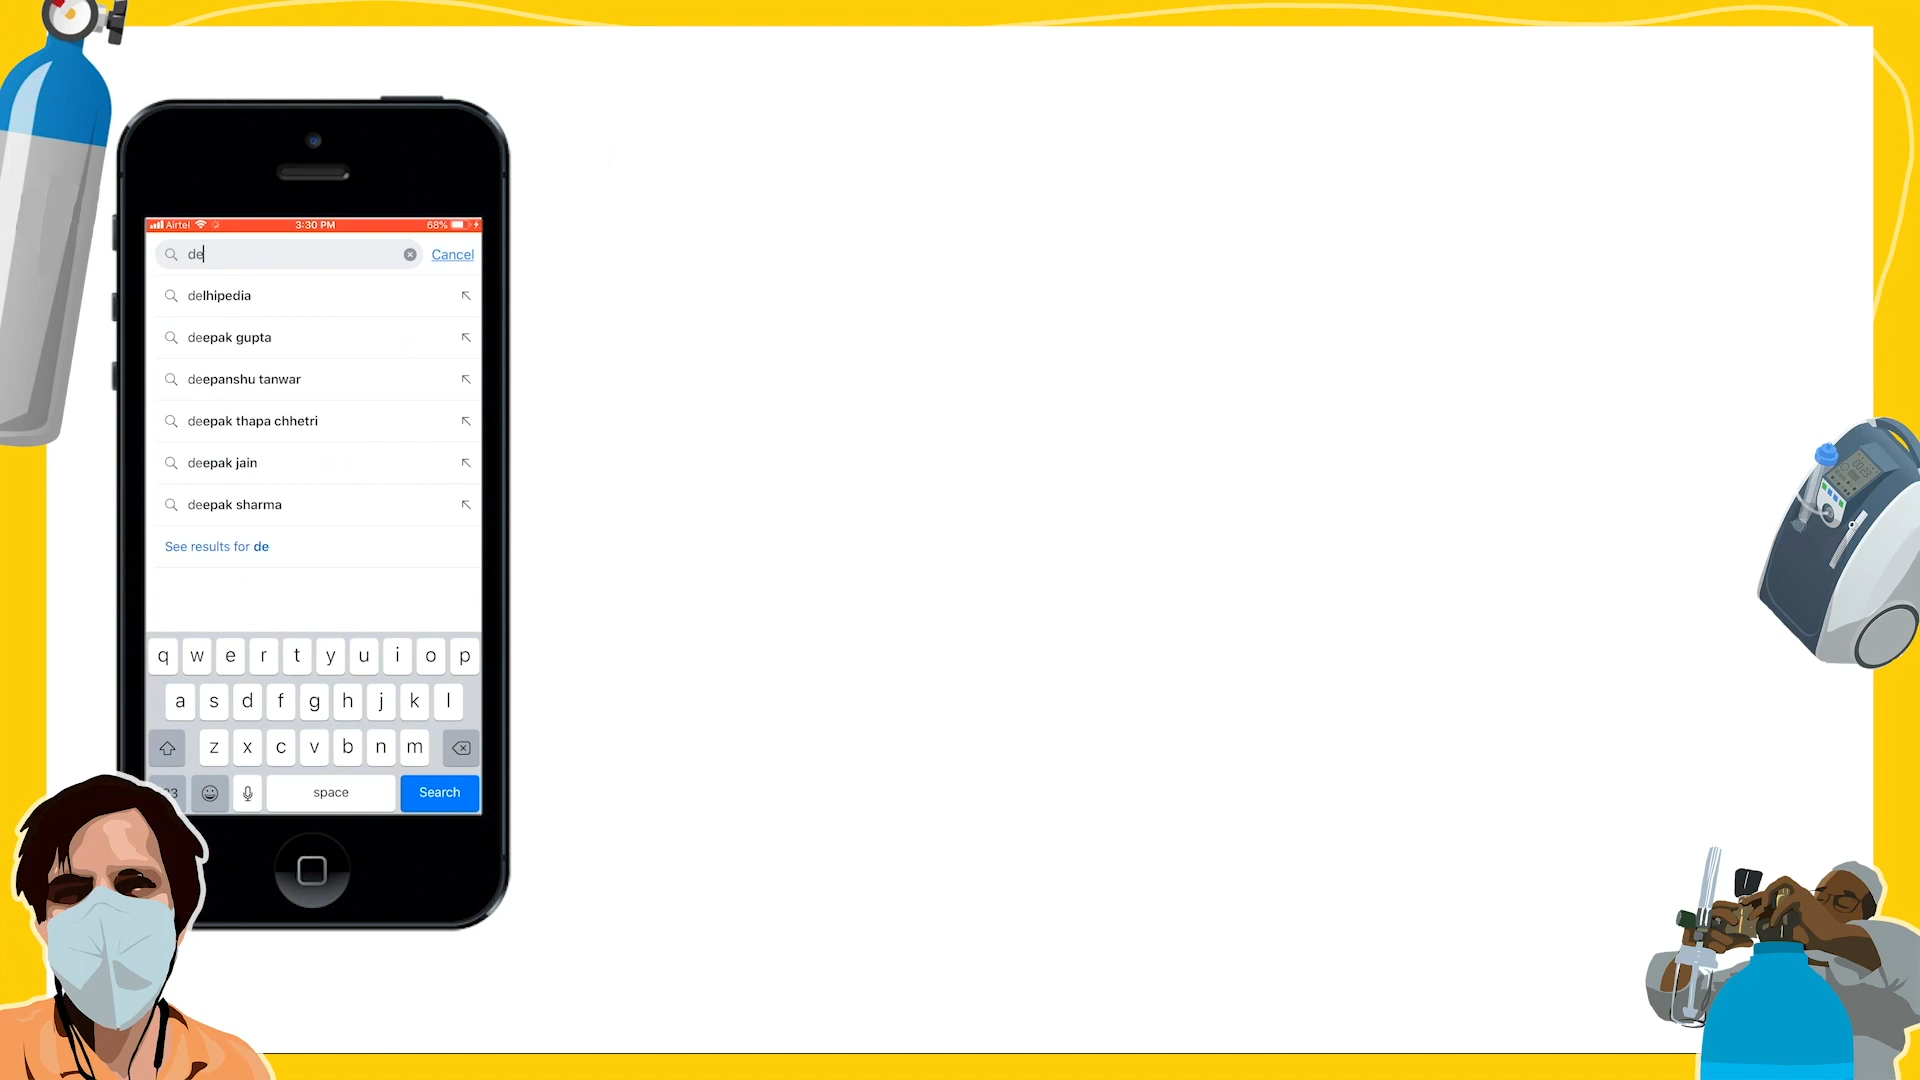 Airtel 3:30 PM 68%
de Cancel
delhipedia
deepak gupta
deepanshu tanwar
deepak thapa chhetri
deepak jain
deepak sharma
See results for de
q w e r t y u i o p
a s d f g h j k l
z x c v b n m
space Search